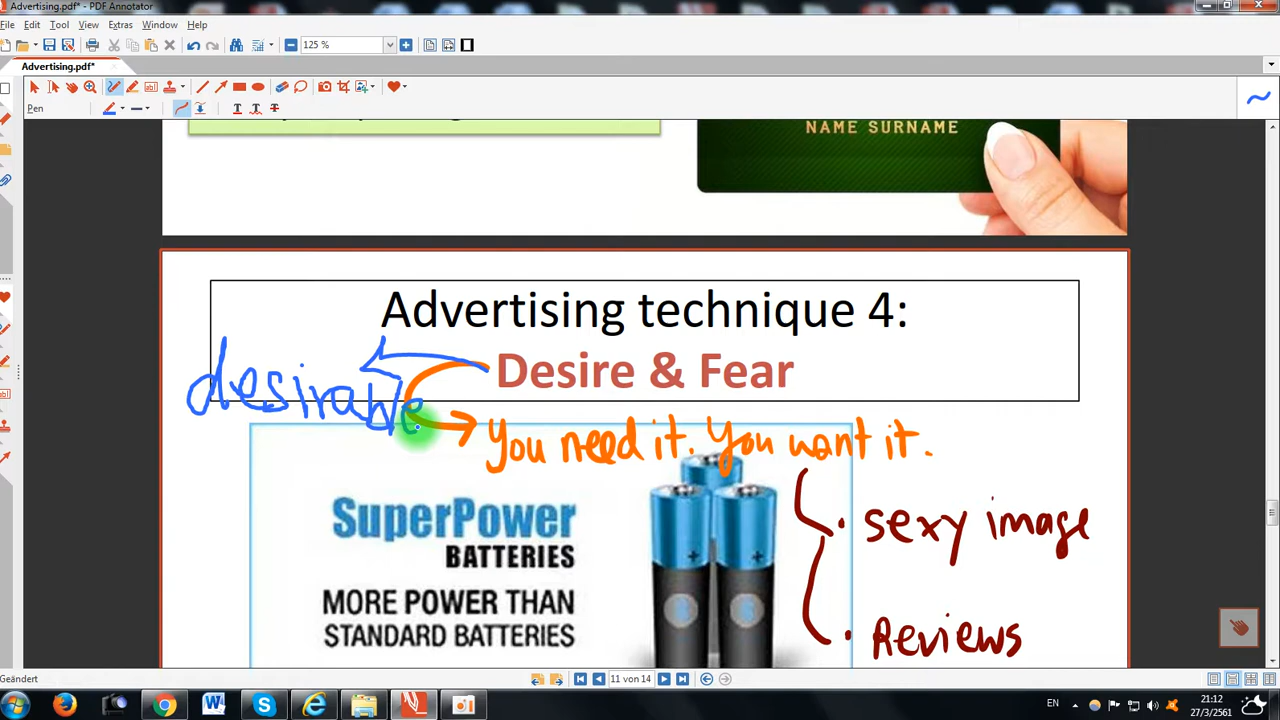 Advertising.pdf* - PDF Annotator
File Edit Tool View Extras Window Help
125 %
Advertising.pdf*
Pen
NAME SURNAME
Advertising technique 4:
Desire & Fear
desirable
You need it. You want it.
SuperPower
BATTERIES
MORE POWER THAN
STANDARD BATTERIES
• sexy image
• Reviews
11 von 14
Geändert
EN
21:12
27/3/2561